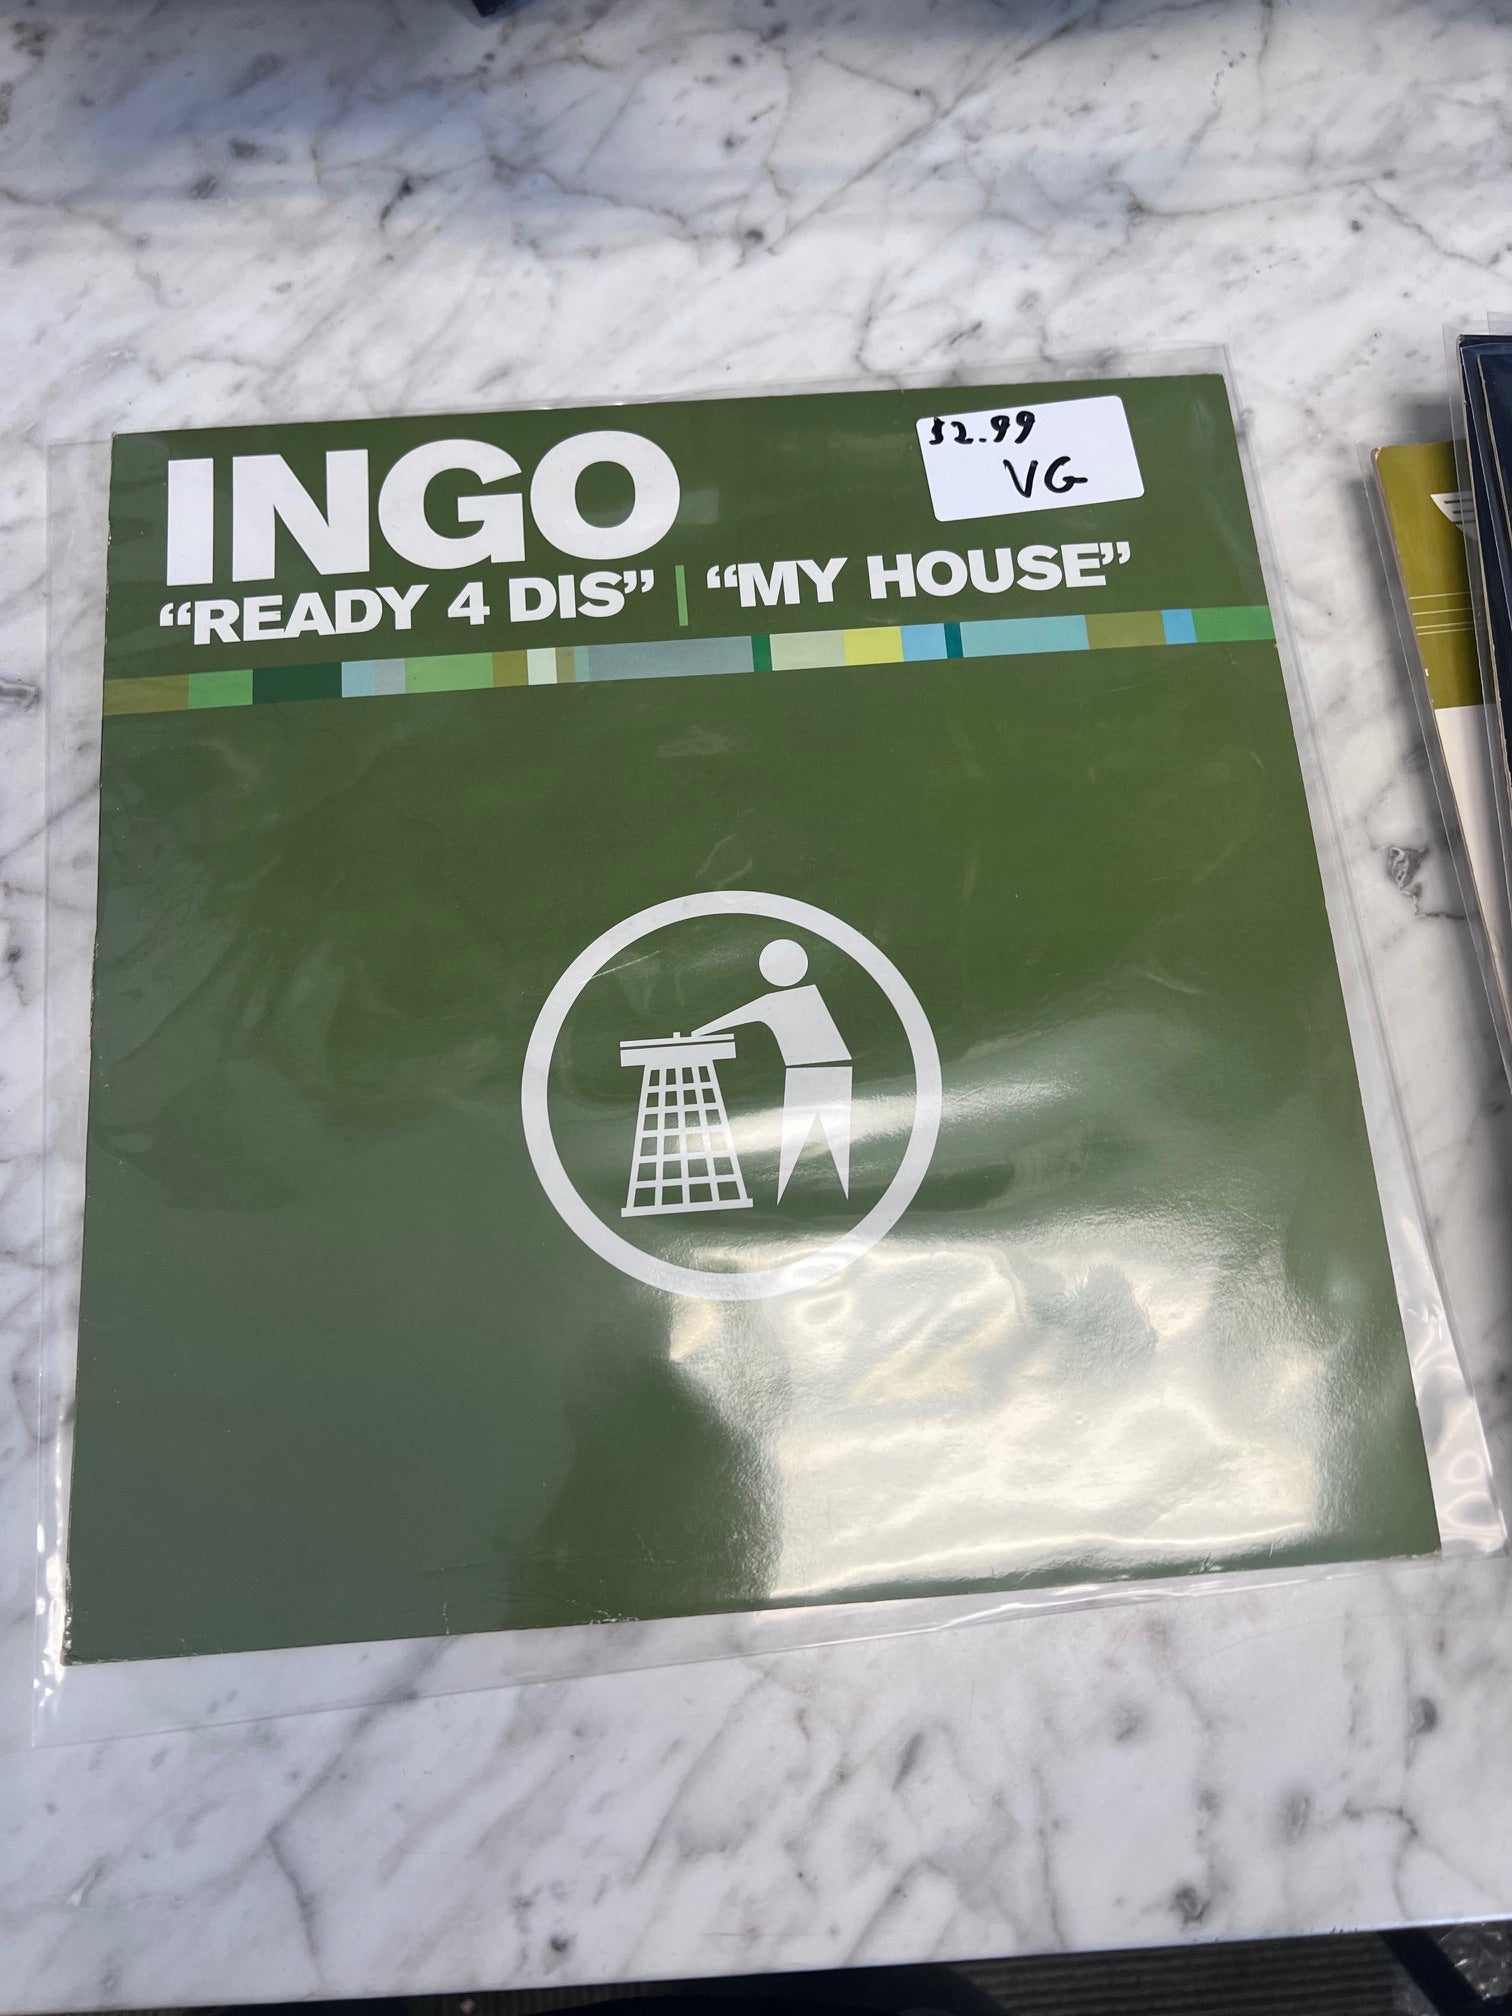 INGO
$2.99
VG
“READY 4 DIS” | “MY HOUSE”